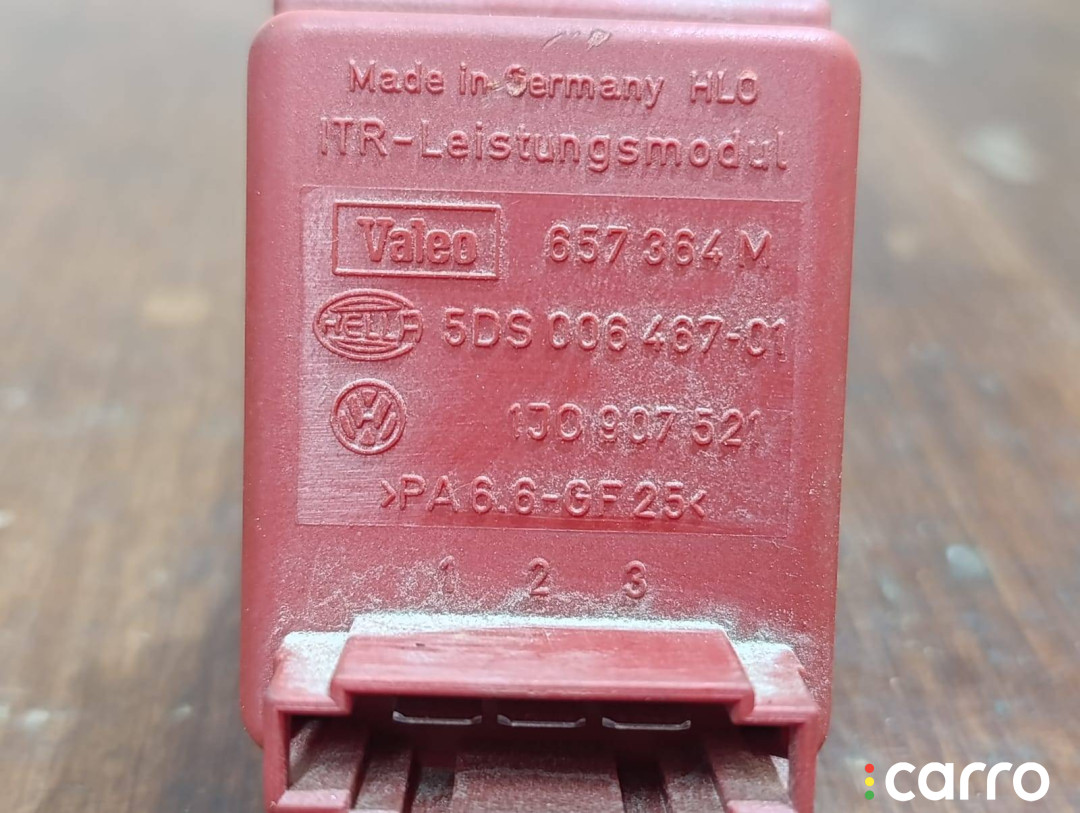 Made in Germany HLO
ITR-Leistungsmodul
Valeo 657 364 M
HELLA 5DS 006 467-01
VW 1J0 907 521
>PA 6.6-GF 25<
1 2 3
carro